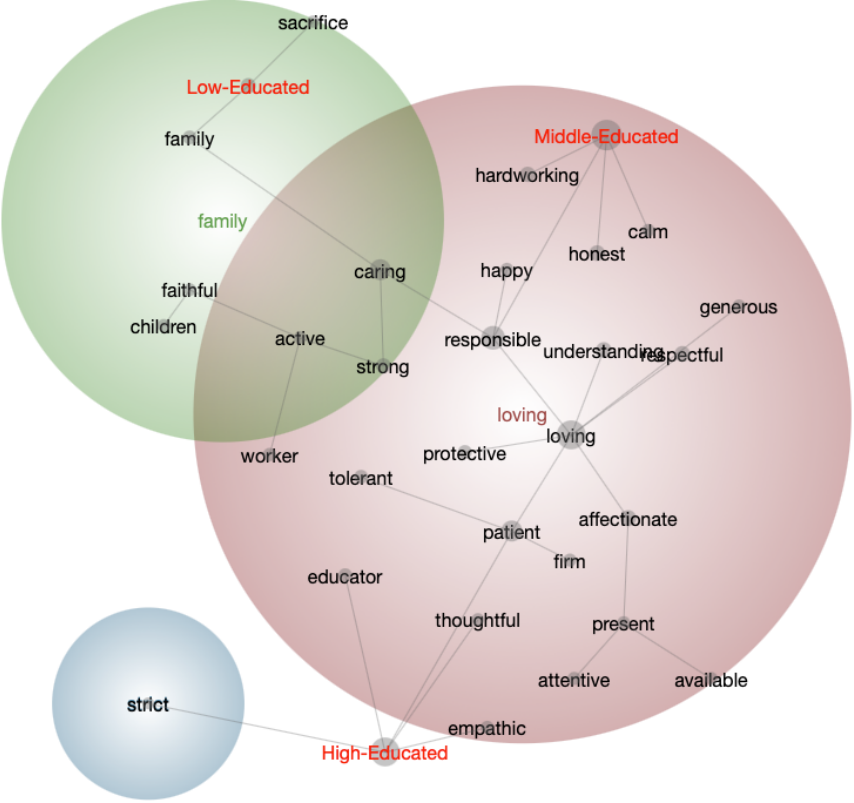 sacrifice
Low-Educated
family
Middle-Educated
hardworking
family
calm
honest
caring
happy
faithful
generous
children
active
responsible
understanding
respectful
strong
loving
loving
worker
protective
tolerant
affectionate
patient
firm
educator
thoughtful
present
attentive
available
strict
empathic
High-Educated